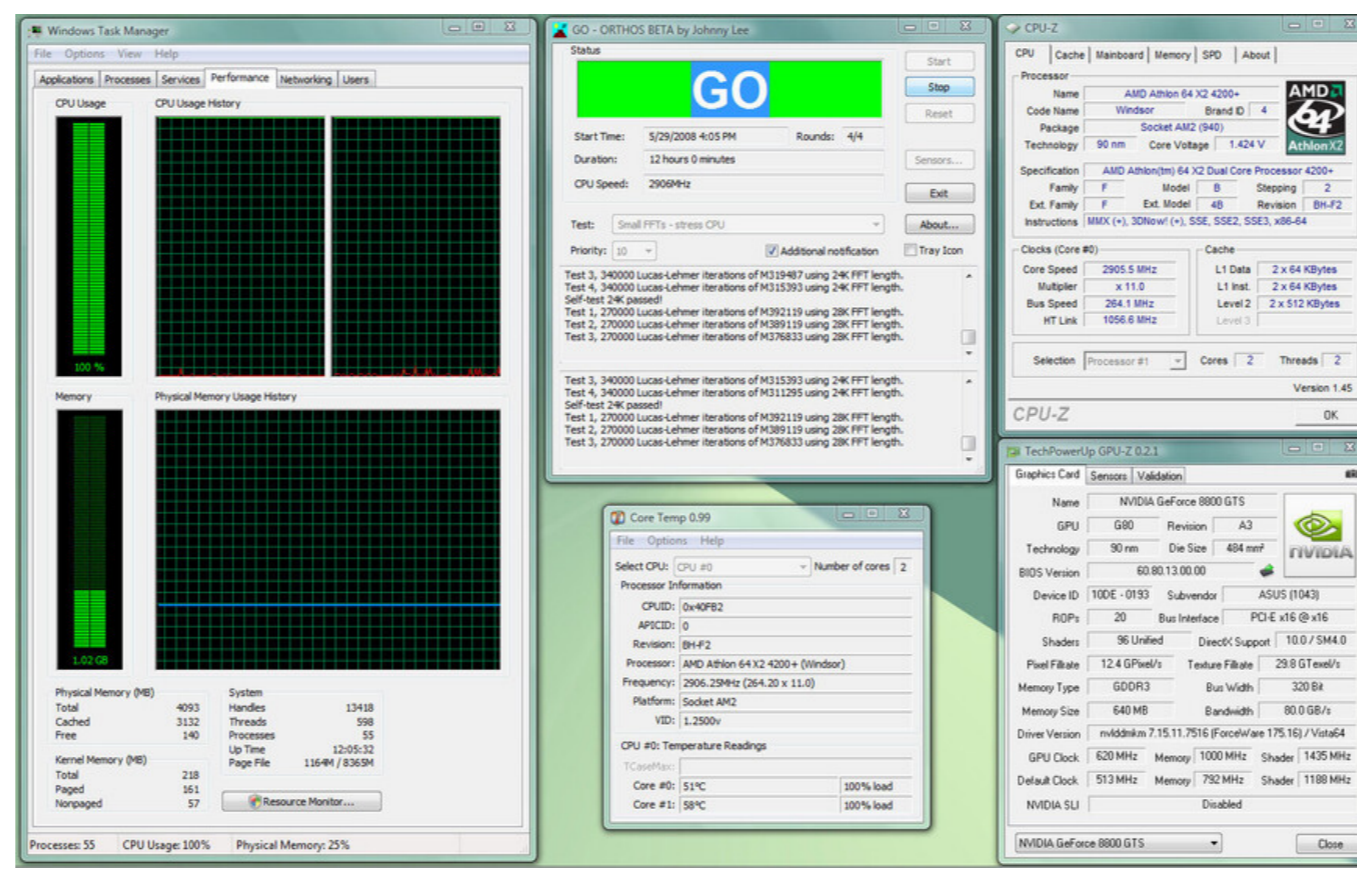 Windows Task Manager
File Options View Help
Applications Processes Services Performance Networking Users
CPU Usage CPU Usage History
100 %
Memory Physical Memory Usage History
1.02 GB
Physical Memory (MB)
Total 4093
Cached 3132
Free 140
Kernel Memory (MB)
Total 218
Paged 161
Nonpaged 57
System
Handles 13418
Threads 598
Processes 55
Up Time 12:05:32
Page File 1164M / 8365M
Resource Monitor...
Processes: 55 CPU Usage: 100% Physical Memory: 25%
GO - ORTHOS BETA by Johnny Lee
Status
GO
Start
Stop
Reset
Start Time: 5/29/2008 4:05 PM Rounds: 4/4
Duration: 12 hours 0 minutes
Sensors...
CPU Speed: 2906MHz
Exit
Test: Small FFTs - stress CPU
About...
Priority: 10 Additional notification Tray Icon
Test 3, 340000 Lucas-Lehmer iterations of M319487 using 24K FFT length.
Test 4, 340000 Lucas-Lehmer iterations of M315393 using 24K FFT length.
Self-test 24K passed!
Test 1, 270000 Lucas-Lehmer iterations of M392119 using 28K FFT length.
Test 2, 270000 Lucas-Lehmer iterations of M389119 using 28K FFT length.
Test 3, 270000 Lucas-Lehmer iterations of M376833 using 28K FFT length.
Test 3, 340000 Lucas-Lehmer iterations of M315393 using 24K FFT length.
Test 4, 340000 Lucas-Lehmer iterations of M311295 using 24K FFT length.
Self-test 24K passed!
Test 1, 270000 Lucas-Lehmer iterations of M392119 using 28K FFT length.
Test 2, 270000 Lucas-Lehmer iterations of M389119 using 28K FFT length.
Test 3, 270000 Lucas-Lehmer iterations of M376833 using 28K FFT length.
Core Temp 0.99
File Options Help
Select CPU: CPU #0 Number of cores 2
Processor Information
CPUID: 0x40FB2
APICID: 0
Revision: BH-F2
Processor: AMD Athlon 64 X2 4200+ (Windsor)
Frequency: 2906.25MHz (264.20 x 11.0)
Platform: Socket AM2
VID: 1.2500v
CPU #0: Temperature Readings
TCaseMax:
Core #0: 51°C 100% load
Core #1: 58°C 100% load
CPU-Z
CPU Cache Mainboard Memory SPD About
Processor
Name AMD Athlon 64 X2 4200+
Code Name Windsor Brand ID 4
Package Socket AM2 (940)
Technology 90 nm Core Voltage 1.424 V
AMD
64
Athlon X2
Specification AMD Athlon(tm) 64 X2 Dual Core Processor 4200+
Family F Model B Stepping 2
Ext. Family F Ext. Model 4B Revision BH-F2
Instructions MMX (+), 3DNow! (+), SSE, SSE2, SSE3, x86-64
Clocks (Core #0)
Core Speed 2905.5 MHz
Multiplier x 11.0
Bus Speed 264.1 MHz
HT Link 1056.6 MHz
Cache
L1 Data 2 x 64 KBytes
L1 Inst. 2 x 64 KBytes
Level 2 2 x 512 KBytes
Level 3
Selection Processor #1 Cores 2 Threads 2
Version 1.45
CPU-Z OK
TechPowerUp GPU-Z 0.2.1
Graphics Card Sensors Validation
Name NVIDIA GeForce 8800 GTS
GPU G80 Revision A3
Technology 90 nm Die Size 484 mm²
NVIDIA
BIOS Version 60.80.13.00.00
Device ID 10DE - 0193 Subvendor ASUS (1043)
ROPs 20 Bus Interface PCI-E x16 @ x16
Shaders 96 Unified DirectX Support 10.0 / SM4.0
Pixel Fillrate 12.4 GPixel/s Texture Fillrate 29.8 GTexel/s
Memory Type GDDR3 Bus Width 320 Bit
Memory Size 640 MB Bandwidth 80.0 GB/s
Driver Version nvlddmkm 7.15.11.7516 (ForceWare 175.16) / Vista64
GPU Clock 620 MHz Memory 1000 MHz Shader 1435 MHz
Default Clock 513 MHz Memory 792 MHz Shader 1188 MHz
NVIDIA SLI Disabled
NVIDIA GeForce 8800 GTS Close